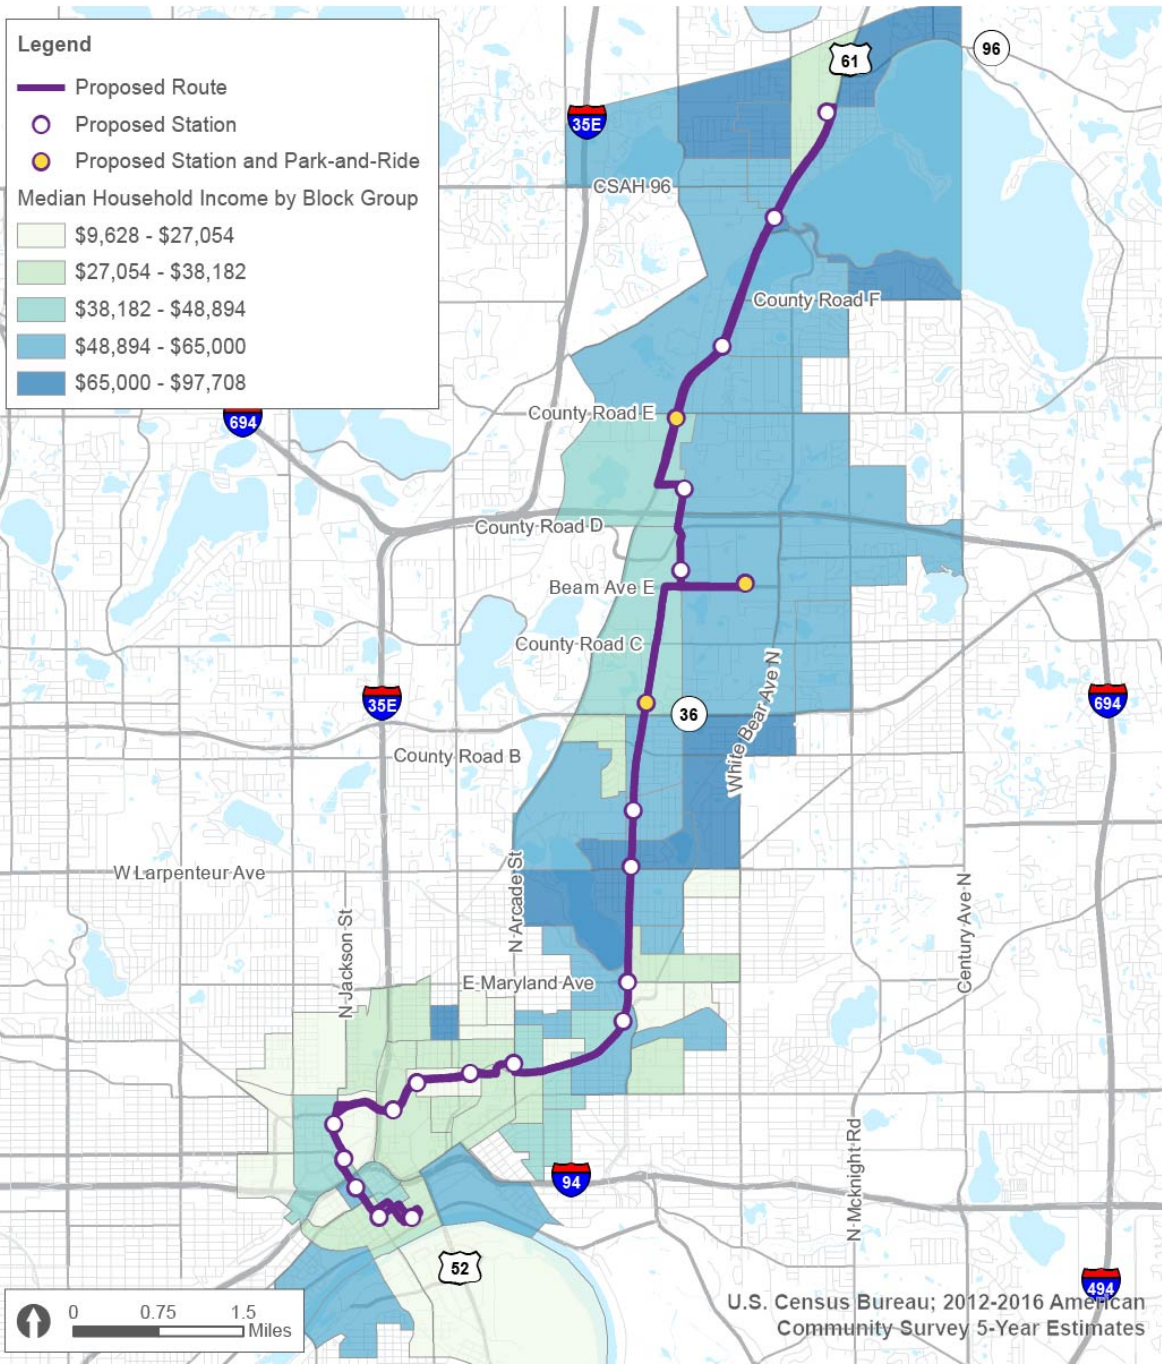 Legend
Proposed Route
Proposed Station
Proposed Station and Park-and-Ride
Median Household Income by Block Group
$9,628 - $27,054
$27,054 - $38,182
$38,182 - $48,894
$48,894 - $65,000
$65,000 - $97,708
61
96
35E
CSAH 96
County Road F
County Road E
694
County Road D
Beam Ave E
County Road C
White Bear Ave N
35E
36
694
County Road B
W Larpenteur Ave
N Arcade St
N Jackson St
Century Ave N
E Maryland Ave
N Mcknight Rd
94
52
494
0 0.75 1.5
Miles
U.S. Census Bureau; 2012-2016 American
Community Survey 5-Year Estimates